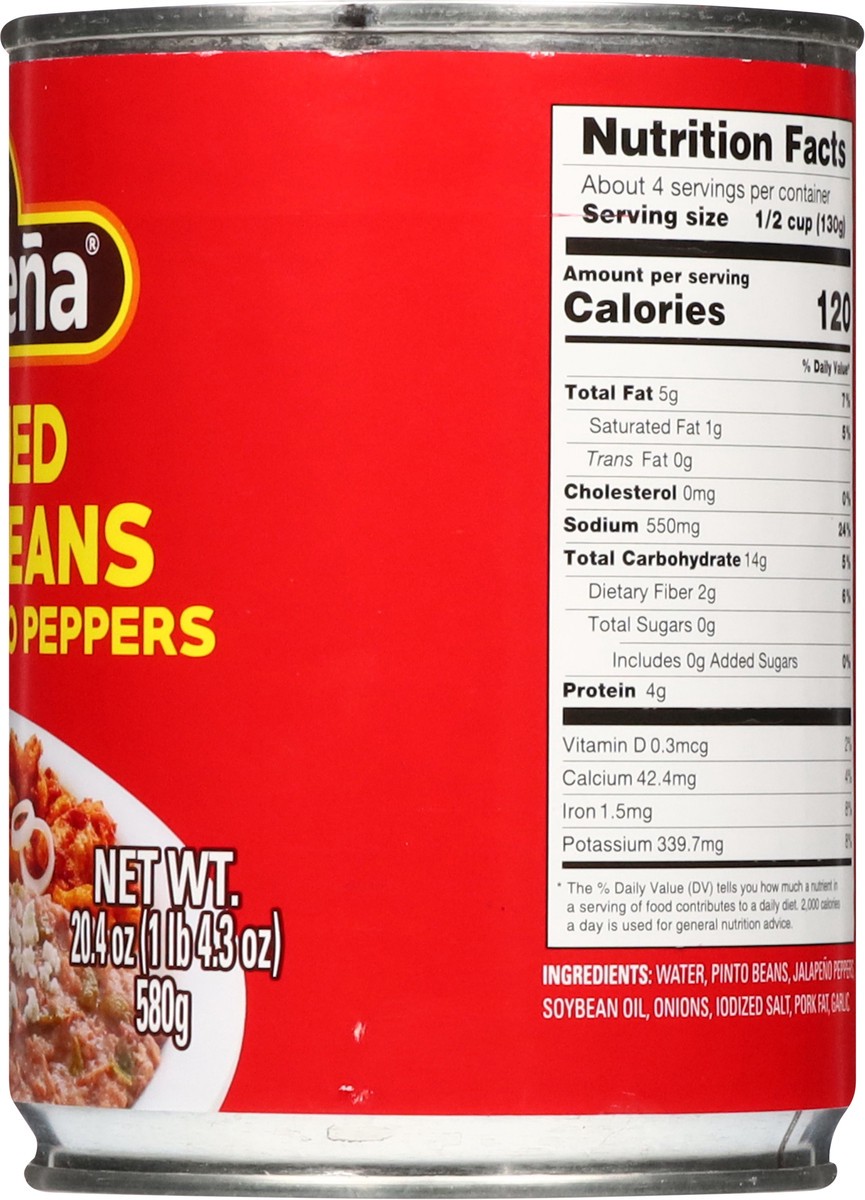 eña®
IED
EANS
O PEPPERS
NET WT.
20.4 oz (1 lb 4.3 oz)
580g
Nutrition Facts
About 4 servings per container
Serving size 1/2 cup (130g)
Amount per serving
Calories 120
% Daily Value*
Total Fat 5g 7%
Saturated Fat 1g 5%
Trans Fat 0g
Cholesterol 0mg 0%
Sodium 550mg 24%
Total Carbohydrate 14g 5%
Dietary Fiber 2g 6%
Total Sugars 0g
Includes 0g Added Sugars 0%
Protein 4g
Vitamin D 0.3mcg 2%
Calcium 42.4mg 4%
Iron 1.5mg 8%
Potassium 339.7mg 8%
* The % Daily Value (DV) tells you how much a nutrient in
a serving of food contributes to a daily diet. 2,000 calories
a day is used for general nutrition advice.
INGREDIENTS: WATER, PINTO BEANS, JALAPEÑO PEPPERS,
SOYBEAN OIL, ONIONS, IODIZED SALT, PORK FAT, GARLIC.